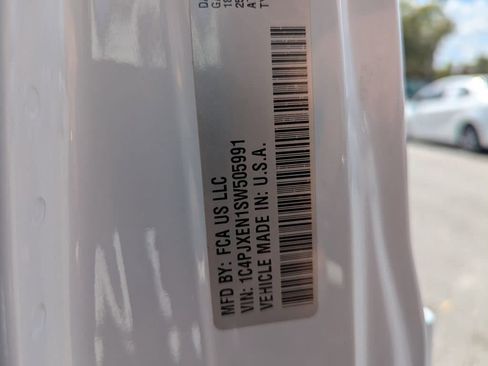 MFD BY: FCA US LLC
VIN: 1C4PJXEN1SW505991
VEHICLE MADE IN: U.S.A.